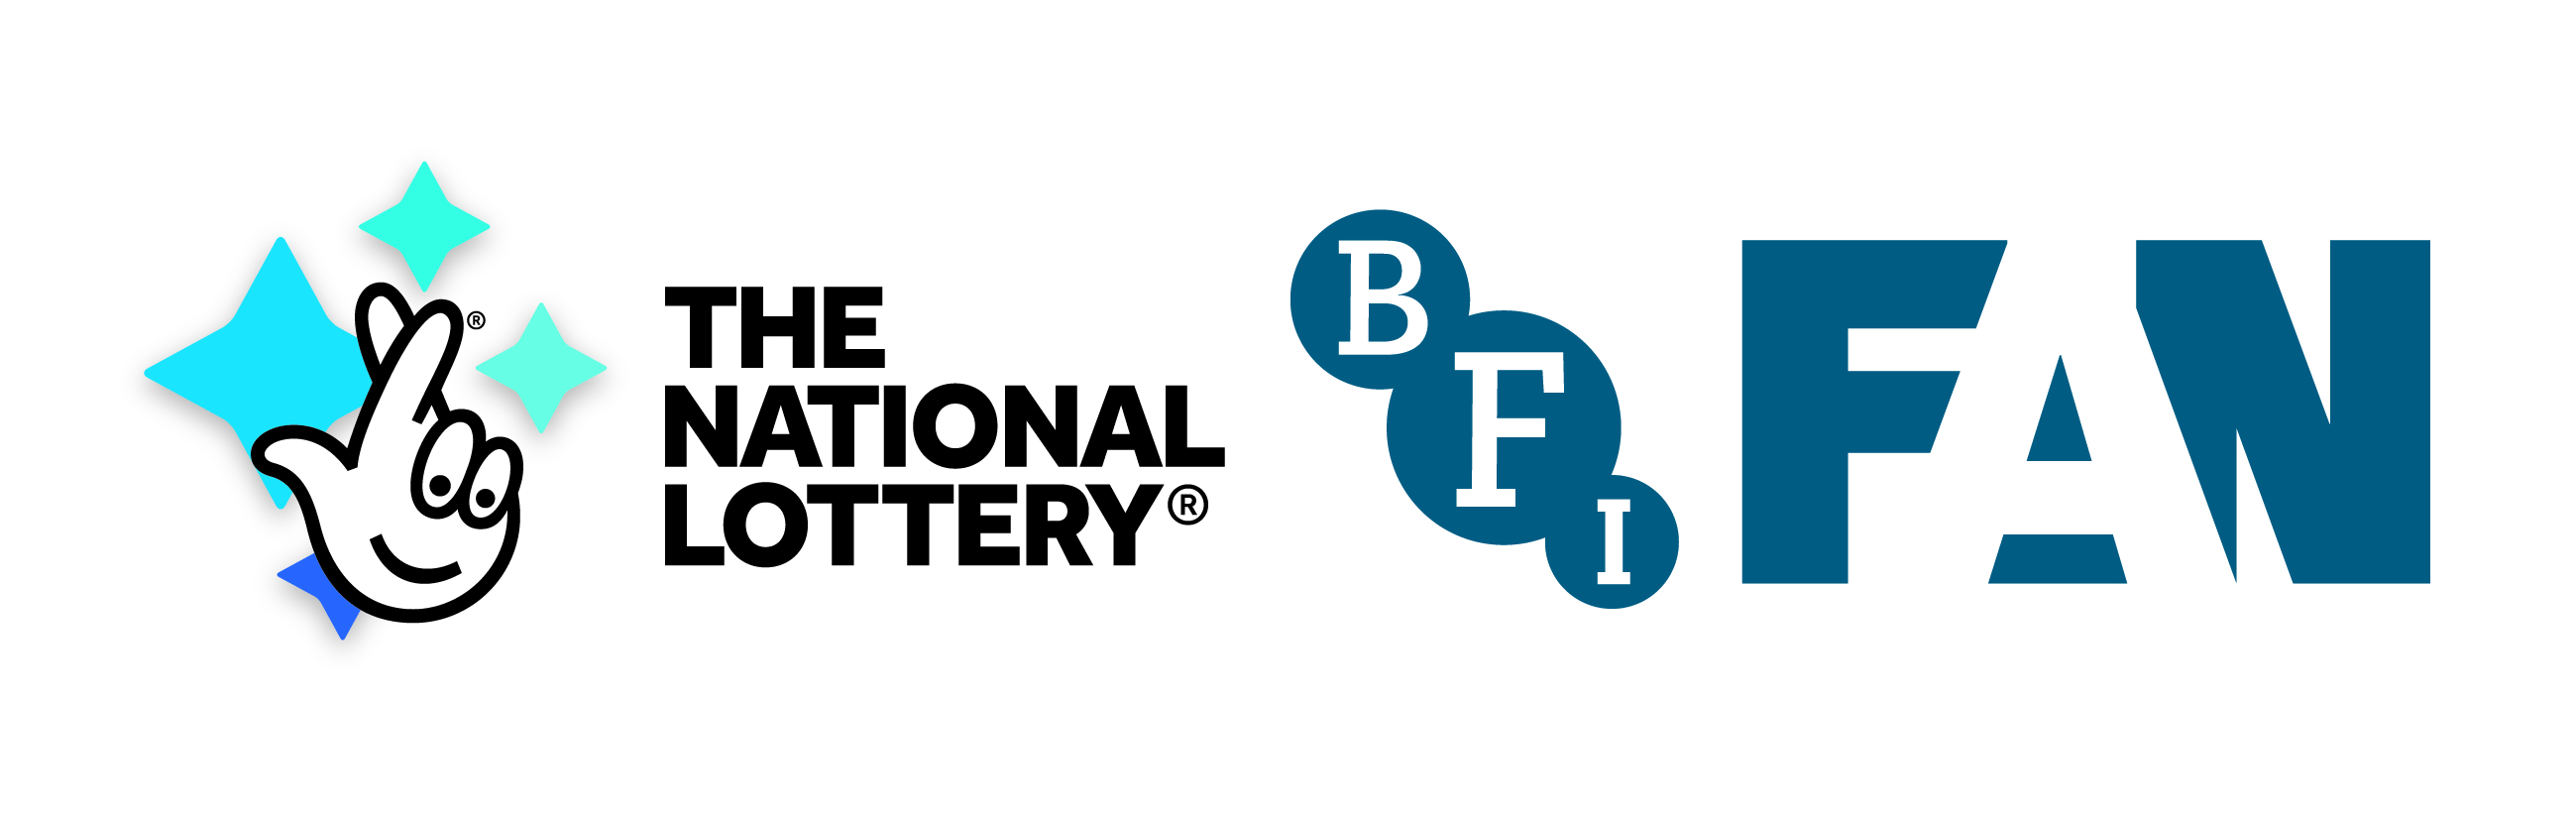 ®
THE
NATIONAL
LOTTERY®
B
F
I
FAN